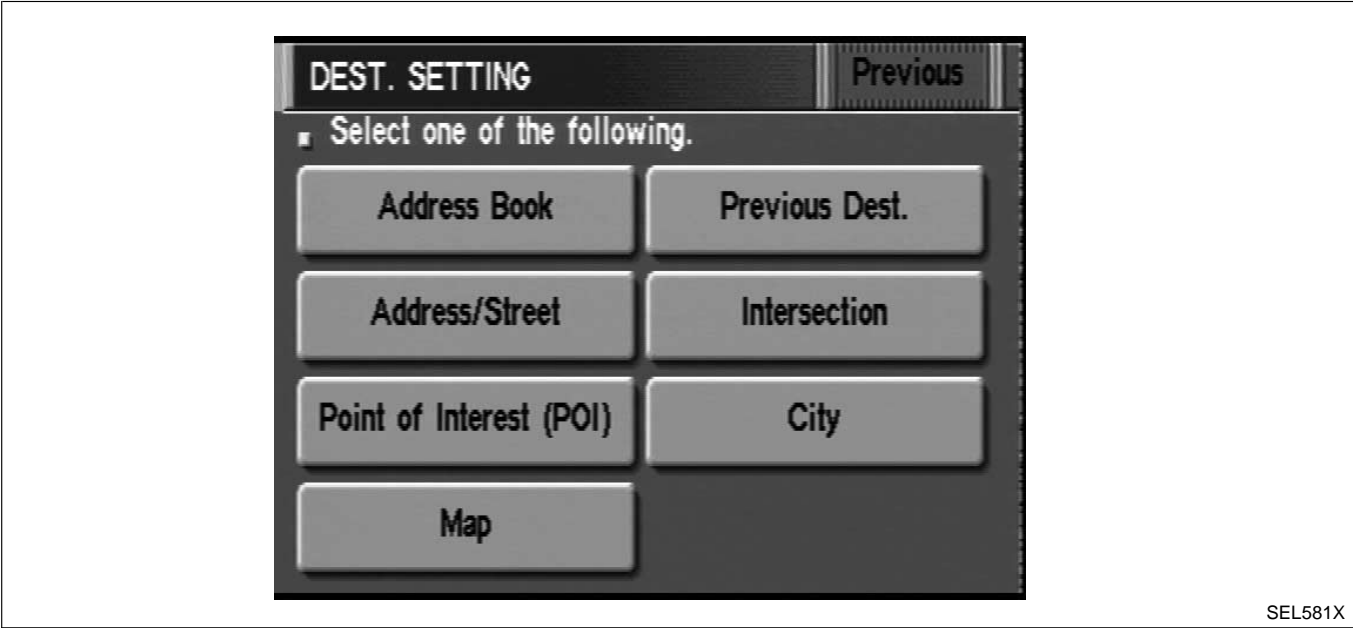 DEST. SETTING
Previous
Select one of the following.
Address Book
Previous Dest.
Address/Street
Intersection
Point of Interest (POI)
City
Map
SEL581X